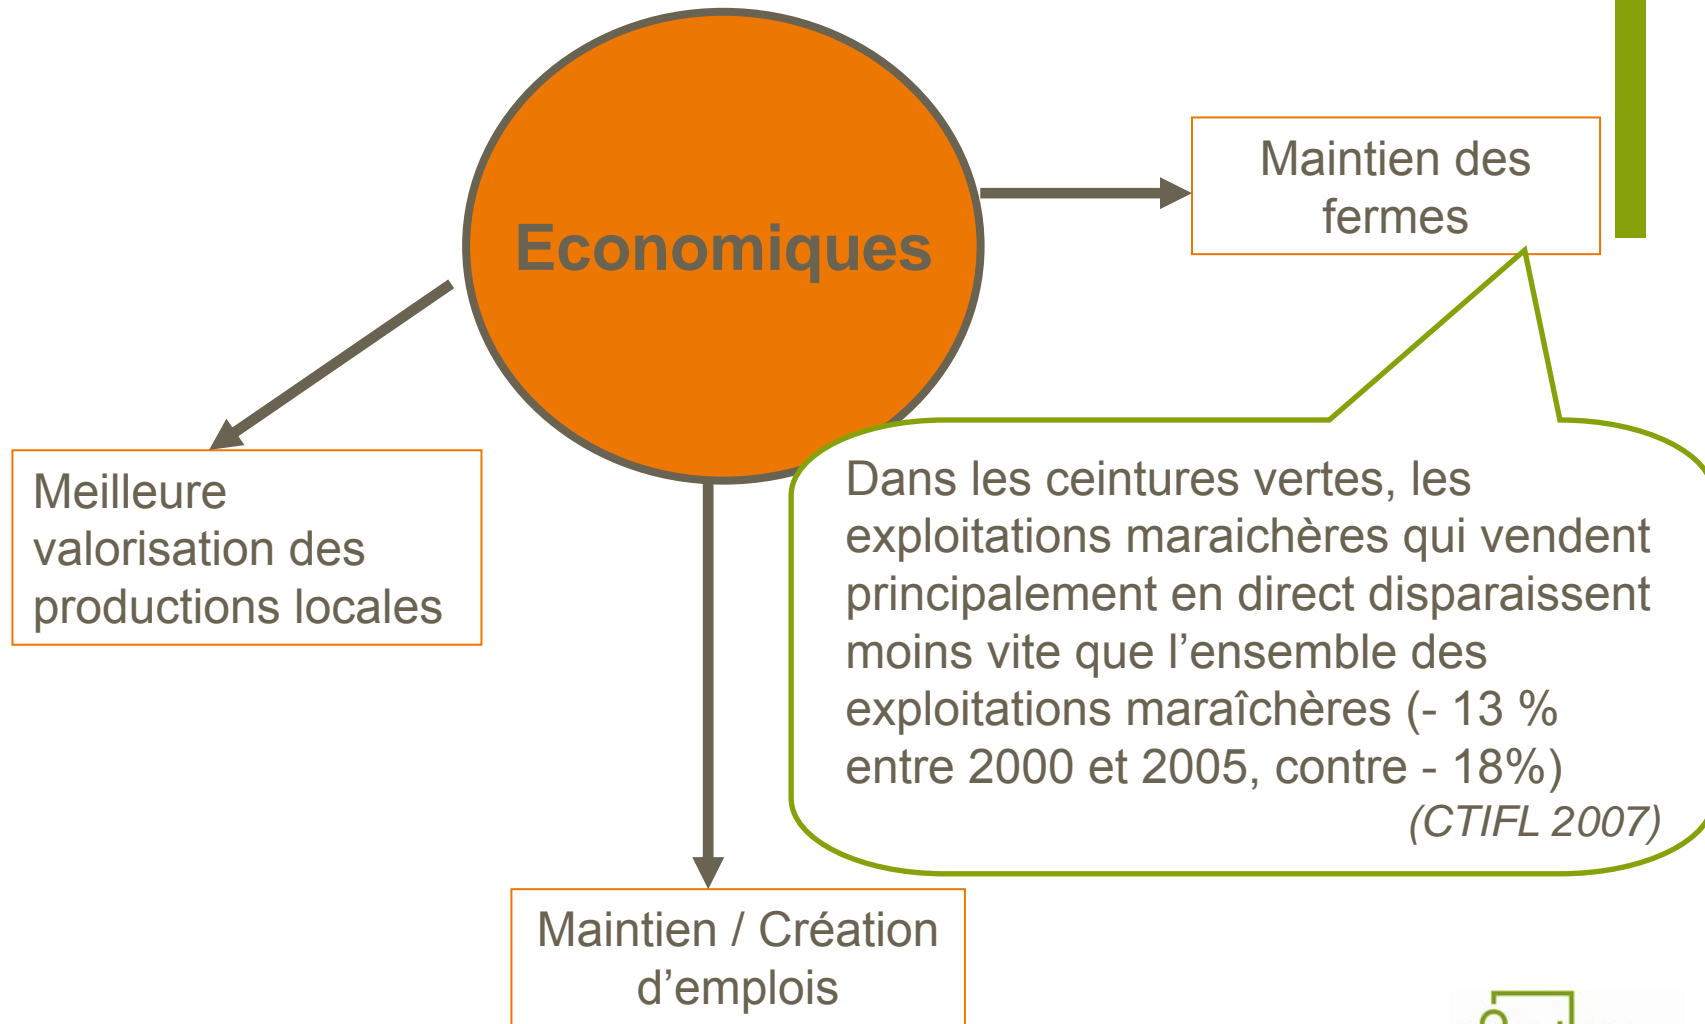 Economiques
Maintien des
fermes
Meilleure
valorisation des
productions locales
Dans les ceintures vertes, les
exploitations maraichères qui vendent
principalement en direct disparaissent
moins vite que l’ensemble des
exploitations maraîchères (- 13 %
entre 2000 et 2005, contre - 18%)
(CTIFL 2007)
Maintien / Création
d’emplois